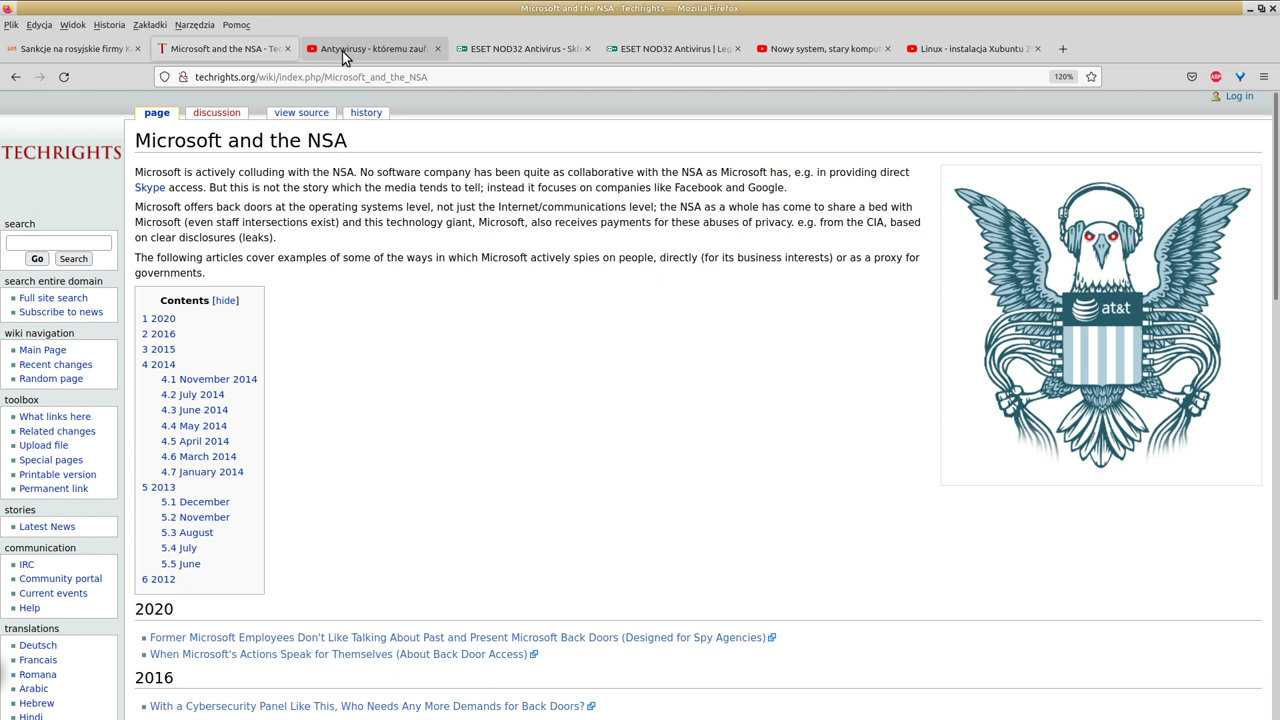 Microsoft and the NSA - Techrights — Mozilla Firefox
Plik Edycja Widok Historia Zakładki Narzędzia Pomoc
Sankcje na rosyjskie firmy K
Microsoft and the NSA - Tec
Antywirusy - któremu zauf
ESET NOD32 Antivirus - Skl
ESET NOD32 Antivirus | Leg
Nowy system, stary komput
Linux - instalacja Xubuntu 2
techrights.org/wiki/index.php/Microsoft_and_the_NSA
120%
ABP
Log in
page discussion view source history
TECHRIGHTS
search
Go Search
search entire domain
Full site search
Subscribe to news
wiki navigation
Main Page
Recent changes
Random page
toolbox
What links here
Related changes
Upload file
Special pages
Printable version
Permanent link
stories
Latest News
communication
IRC
Community portal
Current events
Help
translations
Deutsch
Francais
Romana
Arabic
Hebrew
Hindi
Microsoft and the NSA
Microsoft is actively colluding with the NSA. No software company has been quite as collaborative with the NSA as Microsoft has, e.g. in providing direct
Skype access. But this is not the story which the media tends to tell; instead it focuses on companies like Facebook and Google.
Microsoft offers back doors at the operating systems level, not just the Internet/communications level; the NSA as a whole has come to share a bed with
Microsoft (even staff intersections exist) and this technology giant, Microsoft, also receives payments for these abuses of privacy. e.g. from the CIA, based
on clear disclosures (leaks).
The following articles cover examples of some of the ways in which Microsoft actively spies on people, directly (for its business interests) or as a proxy for
governments.
at&t
Contents [hide]
1 2020
2 2016
3 2015
4 2014
4.1 November 2014
4.2 July 2014
4.3 June 2014
4.4 May 2014
4.5 April 2014
4.6 March 2014
4.7 January 2014
5 2013
5.1 December
5.2 November
5.3 August
5.4 July
5.5 June
6 2012
2020
Former Microsoft Employees Don't Like Talking About Past and Present Microsoft Back Doors (Designed for Spy Agencies)
When Microsoft's Actions Speak for Themselves (About Back Door Access)
2016
With a Cybersecurity Panel Like This, Who Needs Any More Demands for Back Doors?